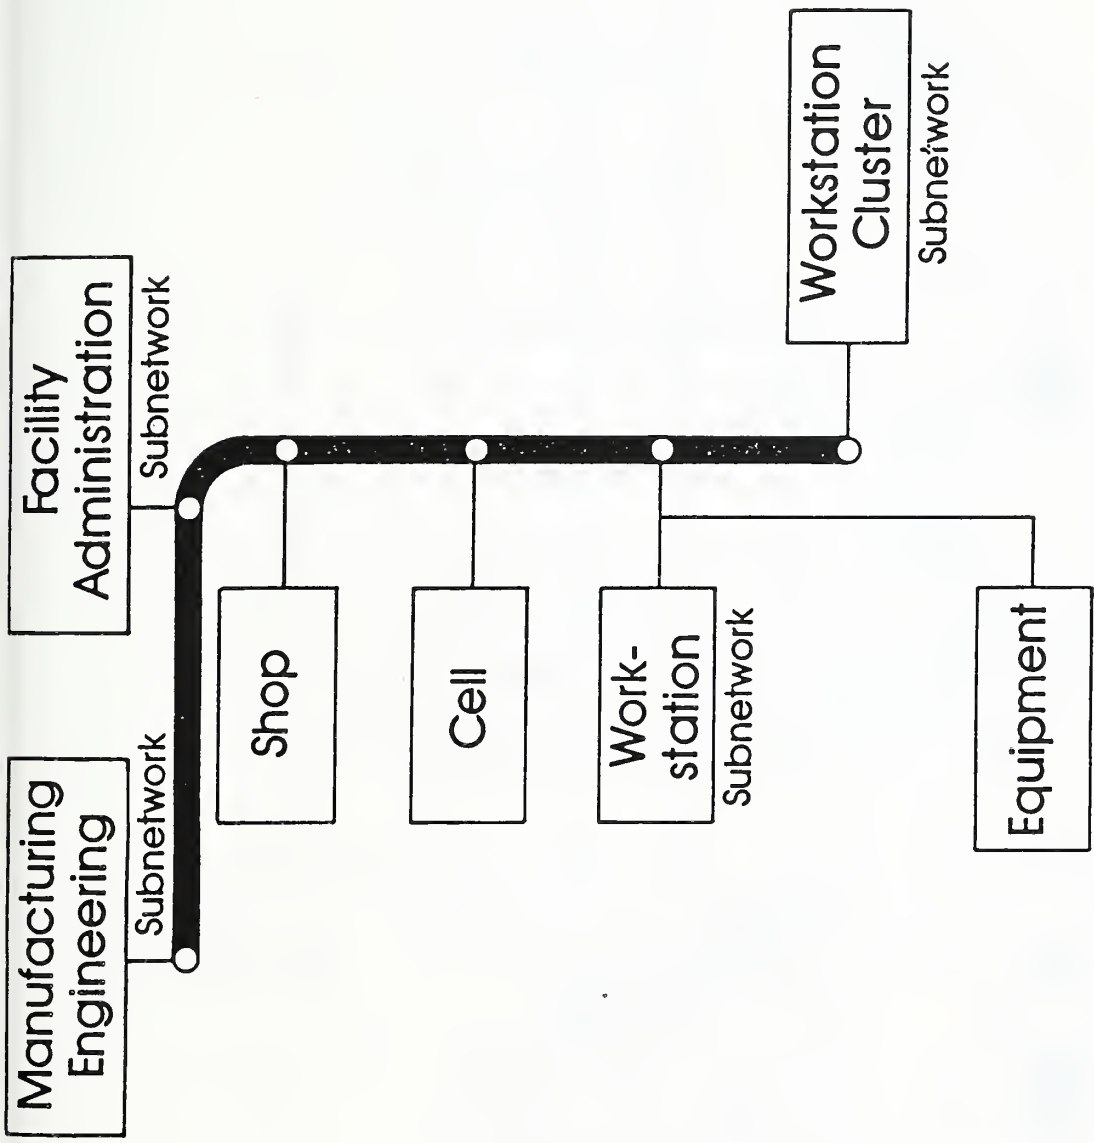 Manufacturing
Engineering
Subnetwork
Facility
Administration
Subnetwork
Shop
Cell
Work-
station
Subnetwork
Equipment
Workstation
Cluster
Subnetwork